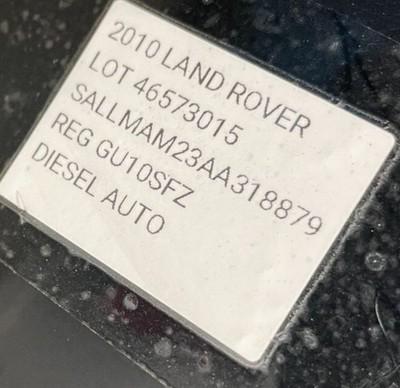 2010 LAND ROVER
LOT 46573015
SALLMAM23AA318879
REG GU10SFZ
DIESEL AUTO